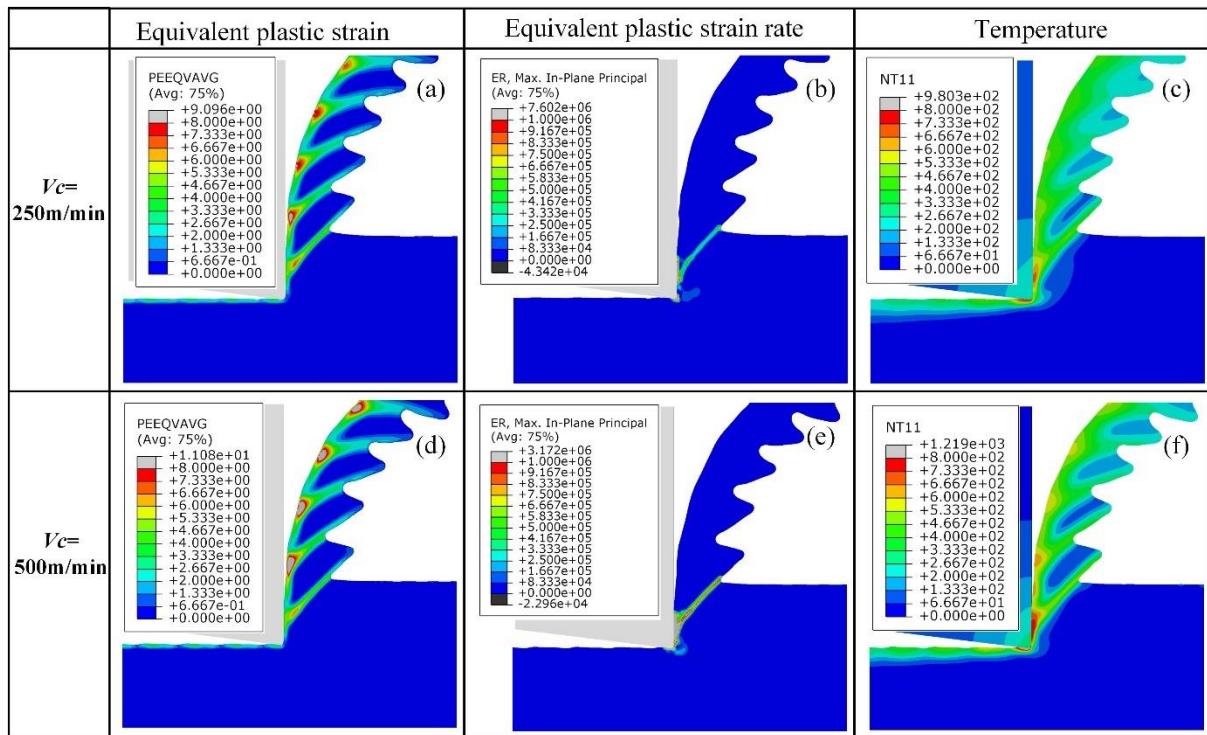 Equivalent plastic strain
Equivalent plastic strain rate
Temperature
Vc=
250m/min
PEEQVAVG
(Avg: 75%)
+9.096e+00
+8.000e+00
+7.333e+00
+6.667e+00
+6.000e+00
+5.333e+00
+4.667e+00
+4.000e+00
+3.333e+00
+2.667e+00
+2.000e+00
+1.333e+00
+6.667e-01
+0.000e+00
(a)
ER, Max. In-Plane Principal
(Avg: 75%)
+7.602e+06
+1.000e+06
+9.167e+05
+8.333e+05
+7.500e+05
+6.667e+05
+5.833e+05
+5.000e+05
+4.167e+05
+3.333e+05
+2.500e+05
+1.667e+05
+8.333e+04
+0.000e+00
-4.342e+04
(b)
NT11
+9.803e+02
+8.000e+02
+7.333e+02
+6.667e+02
+6.000e+02
+5.333e+02
+4.667e+02
+4.000e+02
+3.333e+02
+2.667e+02
+2.000e+02
+1.333e+02
+6.667e+01
+0.000e+00
(c)
Vc=
500m/min
PEEQVAVG
(Avg: 75%)
+1.108e+01
+8.000e+00
+7.333e+00
+6.667e+00
+6.000e+00
+5.333e+00
+4.667e+00
+4.000e+00
+3.333e+00
+2.667e+00
+2.000e+00
+1.333e+00
+6.667e-01
+0.000e+00
(d)
ER, Max. In-Plane Principal
(Avg: 75%)
+3.172e+06
+1.000e+06
+9.167e+05
+8.333e+05
+7.500e+05
+6.667e+05
+5.833e+05
+5.000e+05
+4.167e+05
+3.333e+05
+2.500e+05
+1.667e+05
+8.333e+04
+0.000e+00
-2.296e+04
(e)
NT11
+1.219e+03
+8.000e+02
+7.333e+02
+6.667e+02
+6.000e+02
+5.333e+02
+4.667e+02
+4.000e+02
+3.333e+02
+2.667e+02
+2.000e+02
+1.333e+02
+6.667e+01
+0.000e+00
(f)